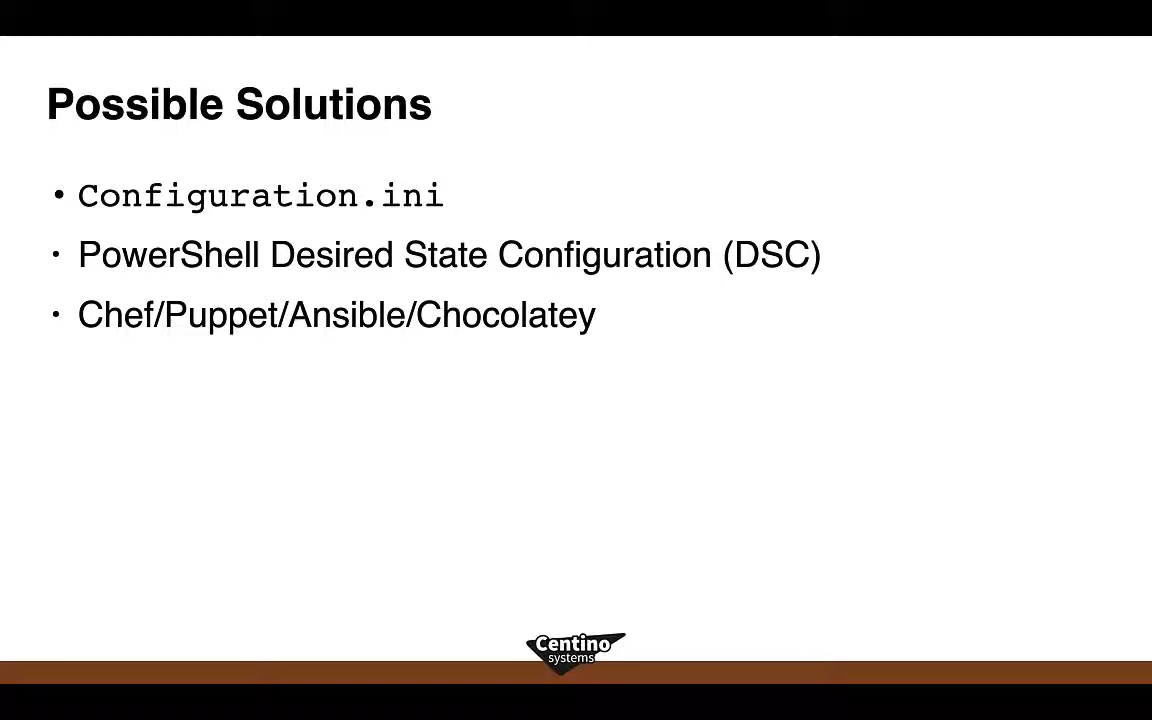 Possible Solutions
• Configuration.ini
• PowerShell Desired State Configuration (DSC)
• Chef/Puppet/Ansible/Chocolatey
Centino
systems